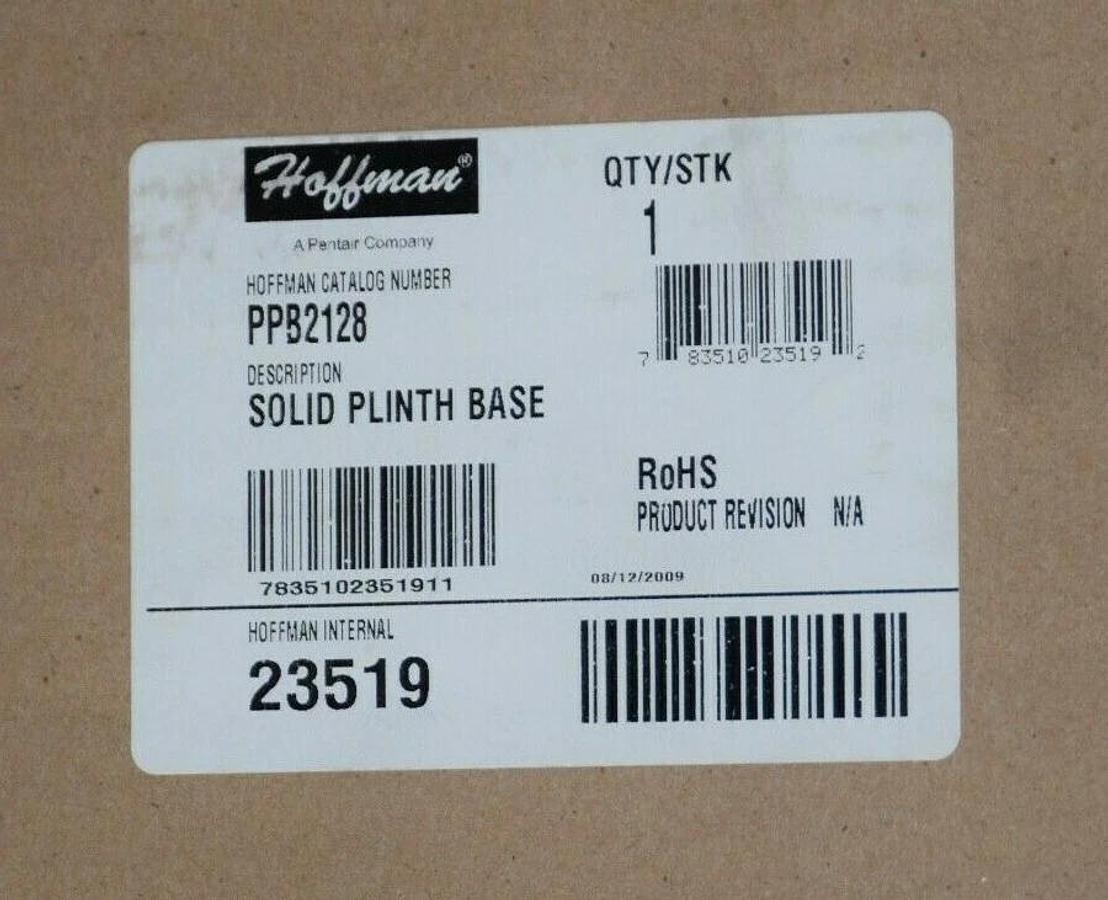 Hoffman®
A Pentair Company
HOFFMAN CATALOG NUMBER
PPB2128
DESCRIPTION
SOLID PLINTH BASE
7835102351911
QTY/STK
1
7 83510 23519 2
RoHS
PRODUCT REVISION N/A
08/12/2009
HOFFMAN INTERNAL
23519